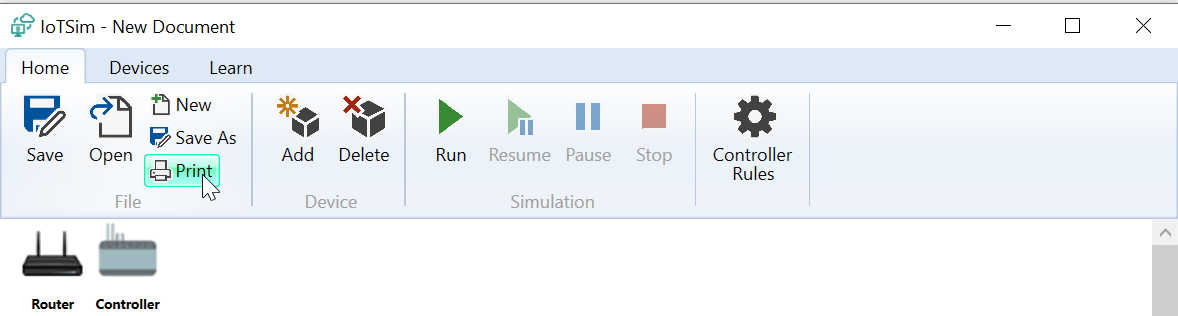 IoTSim - New Document
Home Devices Learn
Save
Open
New
Save As
Print
File
Add
Delete
Device
Run
Resume
Pause
Stop
Simulation
Controller
Rules
Router
Controller